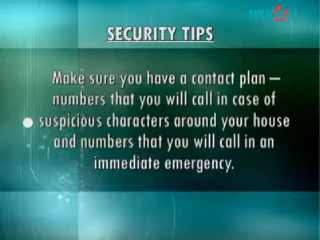 SECURITY TIPS
Make sure you have a contact plan —
numbers that you will call in case of
suspicious characters around your house
and numbers that you will call in an
immediate emergency.